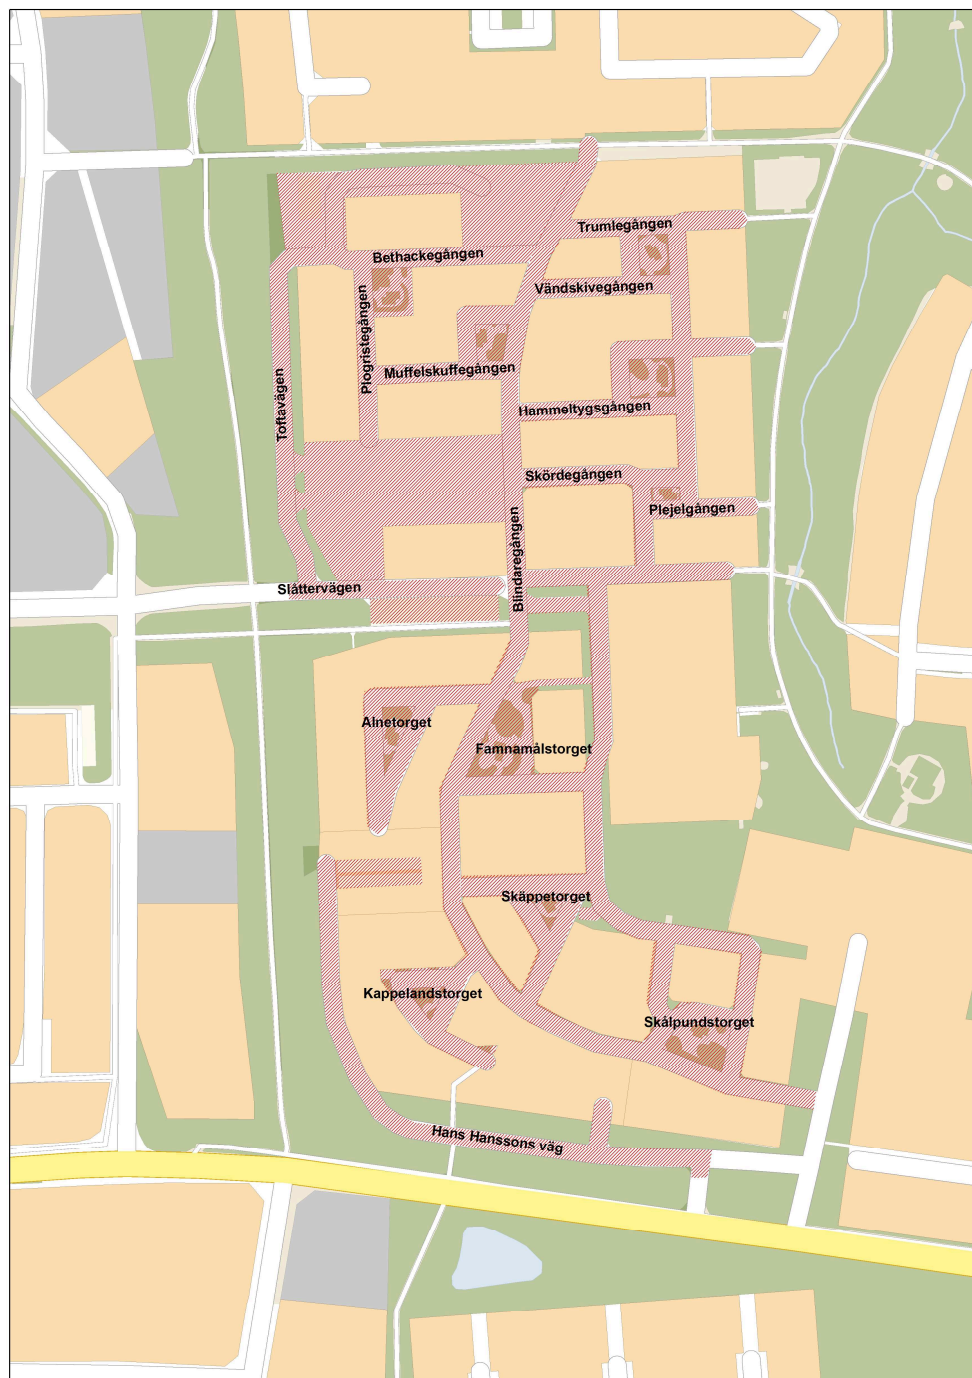 Trumlegången
Bethackegången
Vändskivegången
Plogristegången
Muffelskuffegången
Toftavägen
Hammeltygsgången
Skördegången
Plejelgången
Blindaregången
Slåttervägen
Alnetorget
Famnamålstorget
Skäppetorget
Kappelandstorget
Skålpundstorget
Hans Hanssons väg